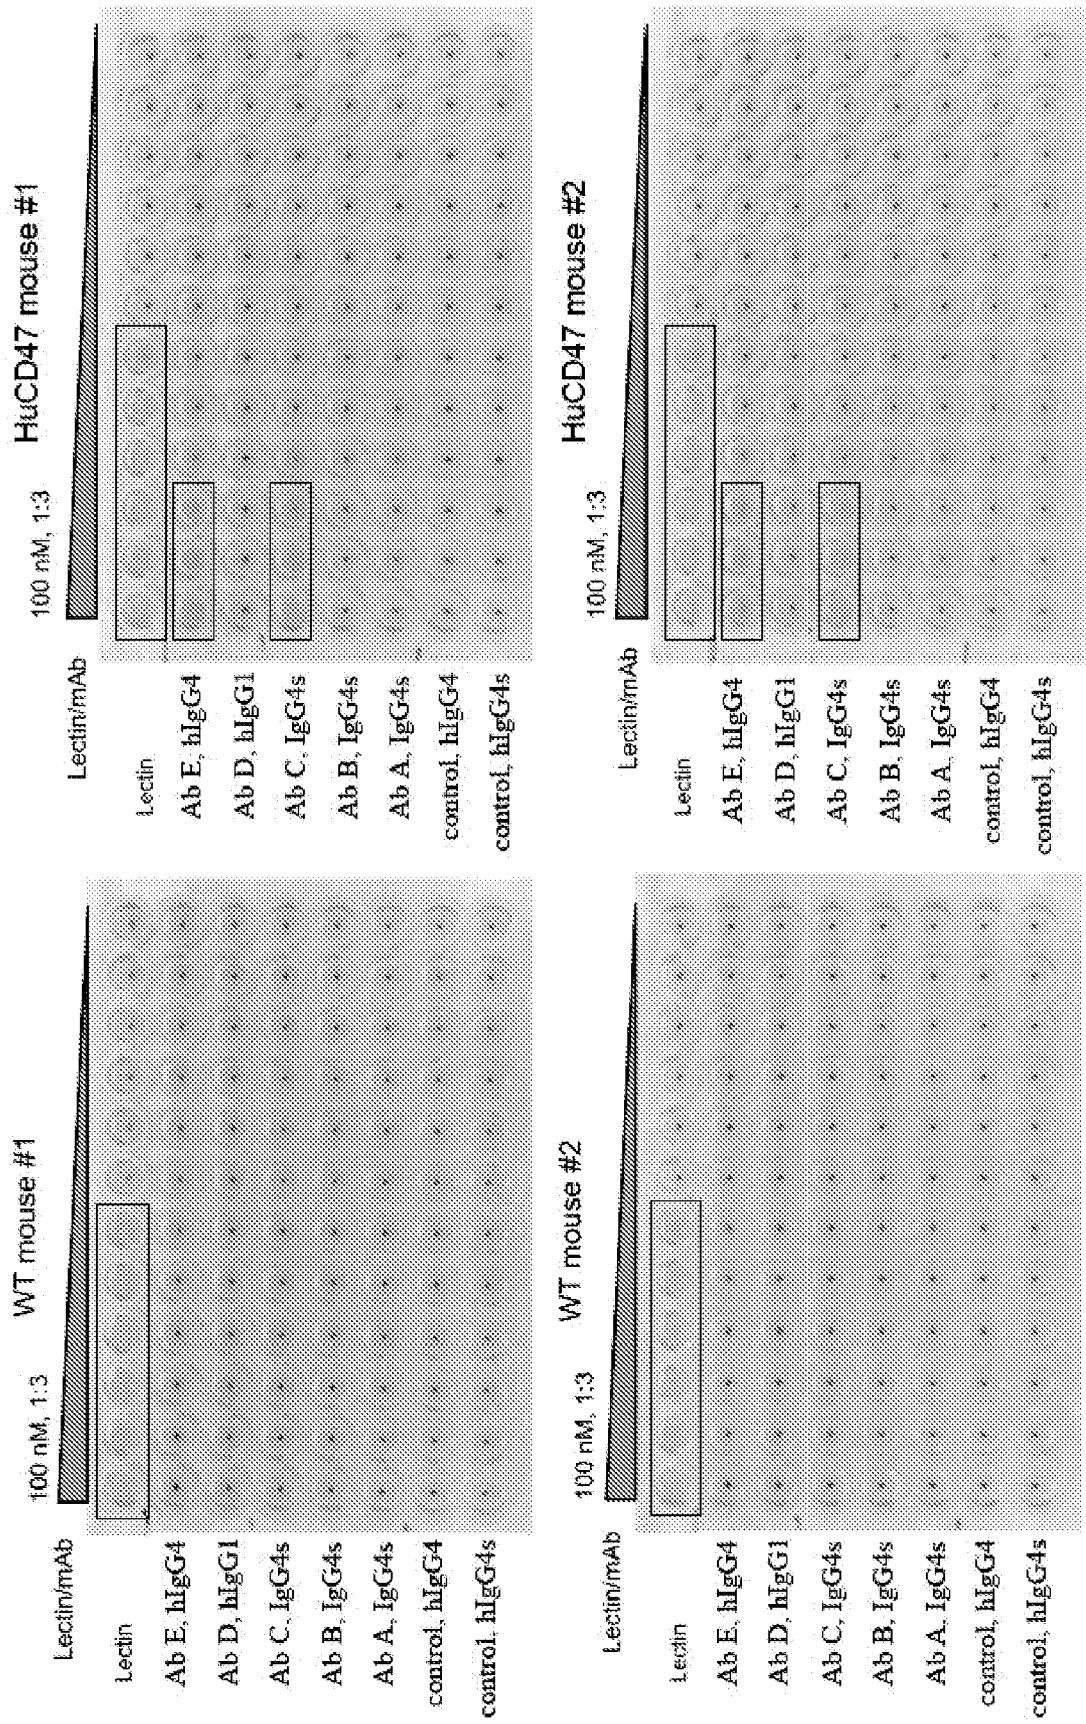 HuCD47 mouse #1
100 nM, 1:3
Lectin/mAb
Lectin
Ab E, hIgG4
Ab D, hIgG1
Ab C, IgG4s
Ab B, IgG4s
Ab A, IgG4s
control, hIgG4
control, hIgG4s
HuCD47 mouse #2
100 nM, 1:3
Lectin/mAb
Lectin
Ab E, hIgG4
Ab D, hIgG1
Ab C, IgG4s
Ab B, IgG4s
Ab A, IgG4s
control, hIgG4
control, hIgG4s
WT mouse #1
100 nM, 1:3
Lectin/mAb
Lectin
Ab E, hIgG4
Ab D, hIgG1
Ab C, IgG4s
Ab B, IgG4s
Ab A, IgG4s
control, hIgG4
control, hIgG4s
WT mouse #2
100 nM, 1:3
Lectin/mAb
Lectin
Ab E, hIgG4
Ab D, hIgG1
Ab C, IgG4s
Ab B, IgG4s
Ab A, IgG4s
control, hIgG4
control, hIgG4s